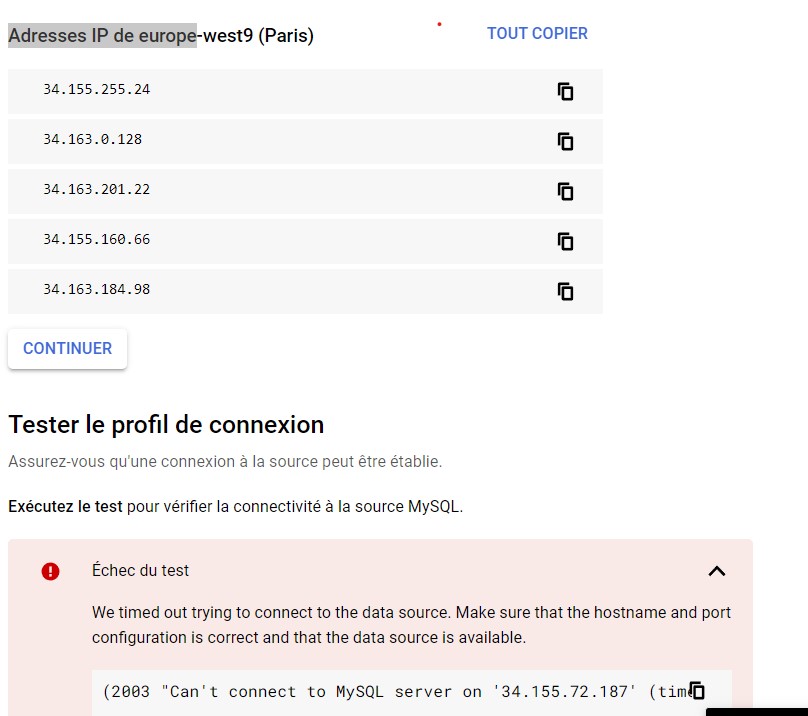 Adresses IP de europe-west9 (Paris)
TOUT COPIER
34.155.255.24
34.163.0.128
34.163.201.22
34.155.160.66
34.163.184.98
CONTINUER
Tester le profil de connexion
Assurez-vous qu'une connexion à la source peut être établie.
Exécutez le test pour vérifier la connectivité à la source MySQL.
Échec du test
We timed out trying to connect to the data source. Make sure that the hostname and port
configuration is correct and that the data source is available.
(2003 "Can't connect to MySQL server on '34.155.72.187' (tim